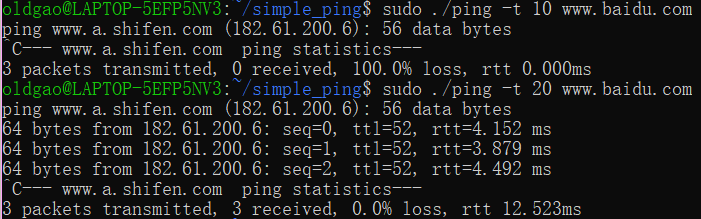 oldgao@LAPTOP-5EFP5NV3:~/simple_ping$ sudo ./ping -t 10 www.baidu.com
ping www.a.shifen.com (182.61.200.6): 56 data bytes
^C--- www.a.shifen.com  ping statistics---
3 packets transmitted, 0 received, 100.0% loss, rtt 0.000ms
oldgao@LAPTOP-5EFP5NV3:~/simple_ping$ sudo ./ping -t 20 www.baidu.com
ping www.a.shifen.com (182.61.200.6): 56 data bytes
64 bytes from 182.61.200.6: seq=0, ttl=52, rtt=4.152 ms
64 bytes from 182.61.200.6: seq=1, ttl=52, rtt=3.879 ms
64 bytes from 182.61.200.6: seq=2, ttl=52, rtt=4.492 ms
^C--- www.a.shifen.com  ping statistics---
3 packets transmitted, 3 received, 0.0% loss, rtt 12.523ms